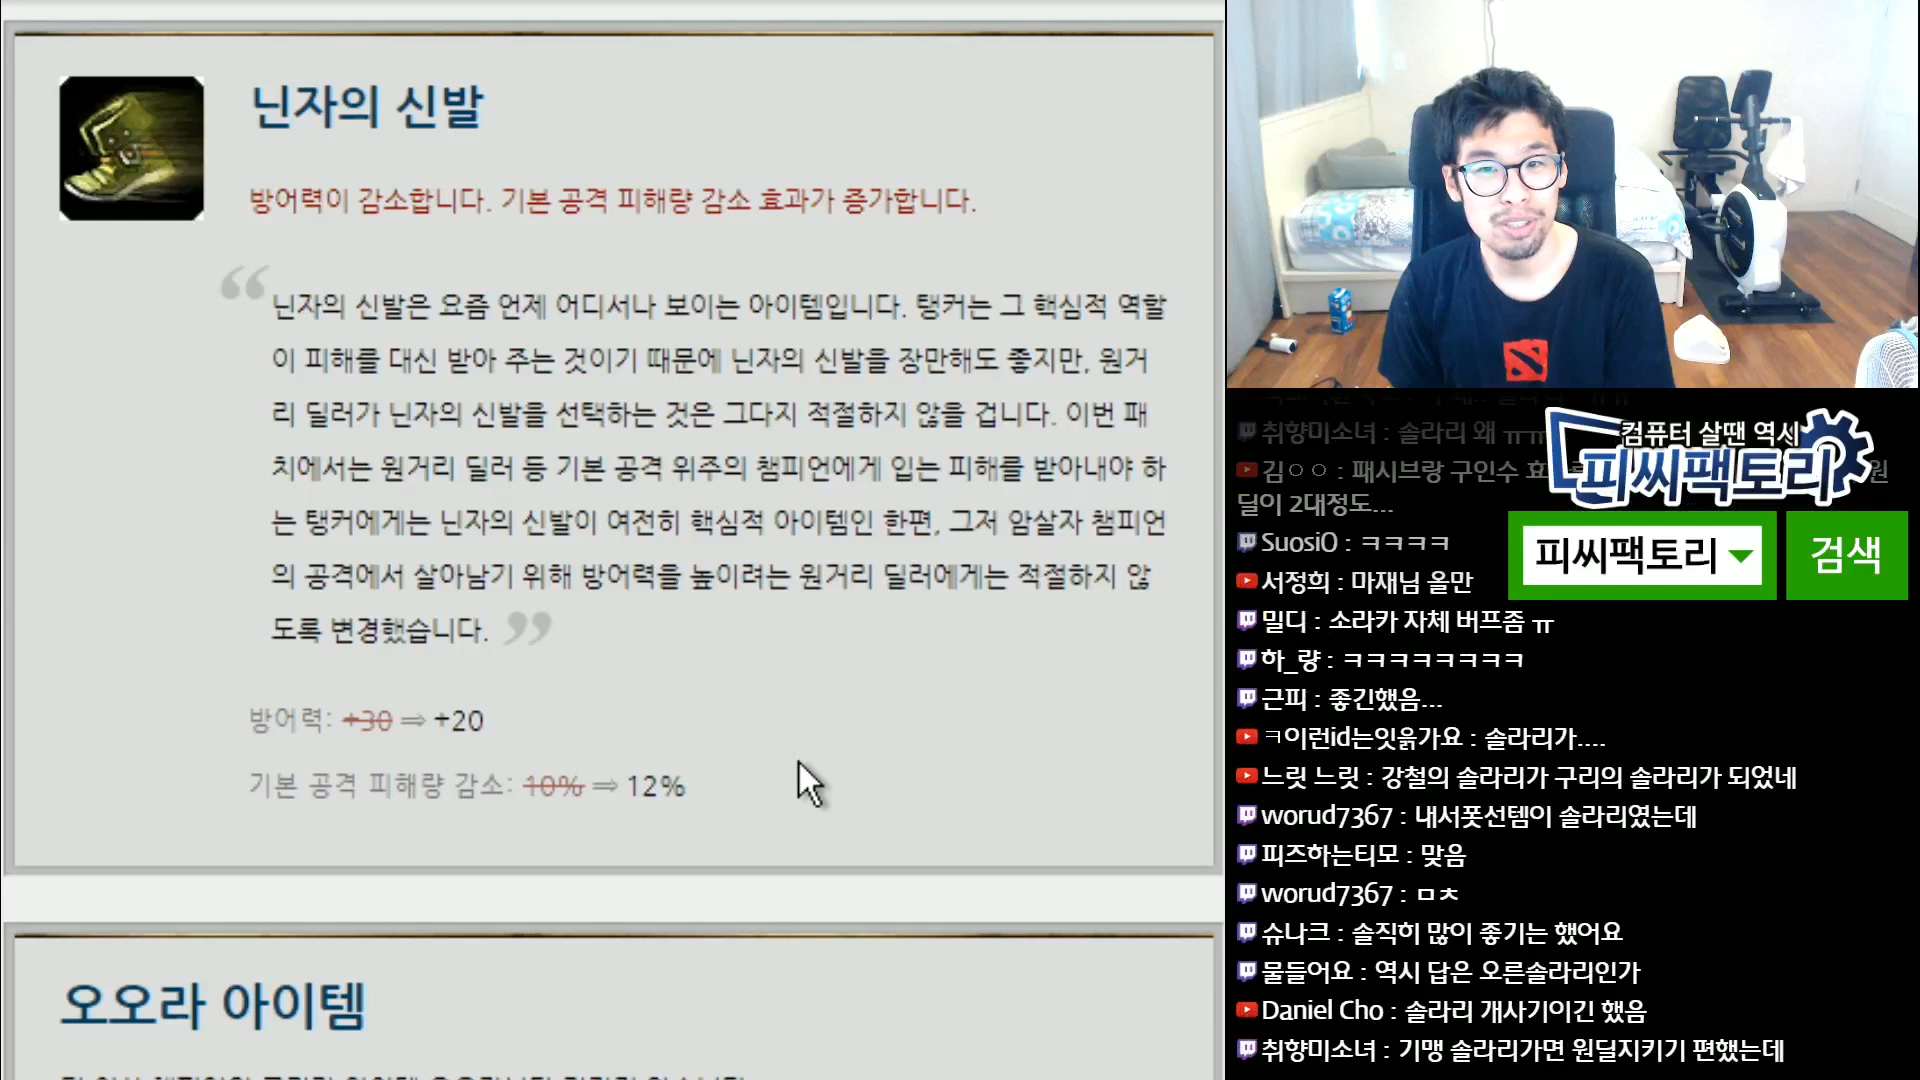 닌자의 신발
방어력이 감소합니다. 기본 공격 피해량 감소 효과가 증가합니다.
닌자의 신발은 요즘 언제 어디서나 보이는 아이템입니다. 탱커는 그 핵심적 역할
이 피해를 대신 받아 주는 것이기 때문에 닌자의 신발을 장만해도 좋지만, 원거
리 딜러가 닌자의 신발을 선택하는 것은 그다지 적절하지 않을 겁니다. 이번 패
치에서는 원거리 딜러 등 기본 공격 위주의 챔피언에게 입는 피해를 받아내야 하
는 탱커에게는 닌자의 신발이 여전히 핵심적 아이템인 한편, 그저 암살자 챔피언
의 공격에서 살아남기 위해 방어력을 높이려는 원거리 딜러에게는 적절하지 않
도록 변경했습니다.
방어력: +30 ⇒ +20
기본 공격 피해량 감소: 10% ⇒ 12%
오오라 아이템
취향미소녀 : 솔라리 왜 ㅠㅠ
김ㅇㅇ : 패시브랑 구인수 원
딜이 2대정도...
SuosiO : ㅋㅋㅋㅋ
서정희 : 마재님 올만
밀디 : 소라카 자체 버프좀 ㅠ
하_량 : ㅋㅋㅋㅋㅋㅋㅋㅋ
근피 : 좋긴했음...
ㅋ이런id는잇읅가요 : 솔라리가....
느릿 느릿 : 강철의 솔라리가 구리의 솔라리가 되었네
worud7367 : 내서폿선템이 솔라리였는데
피즈하는티모 : 맞음
worud7367 : ㅁㅊ
슈나크 : 솔직히 많이 좋기는 했어요
물들어요 : 역시 답은 오른솔라리인가
Daniel Cho : 솔라리 개사기이긴 했음
취향미소녀 : 기맹 솔라리가면 원딜지키기 편했는데
컴퓨터 살땐 역시
피씨팩토리
피씨팩토리
검색